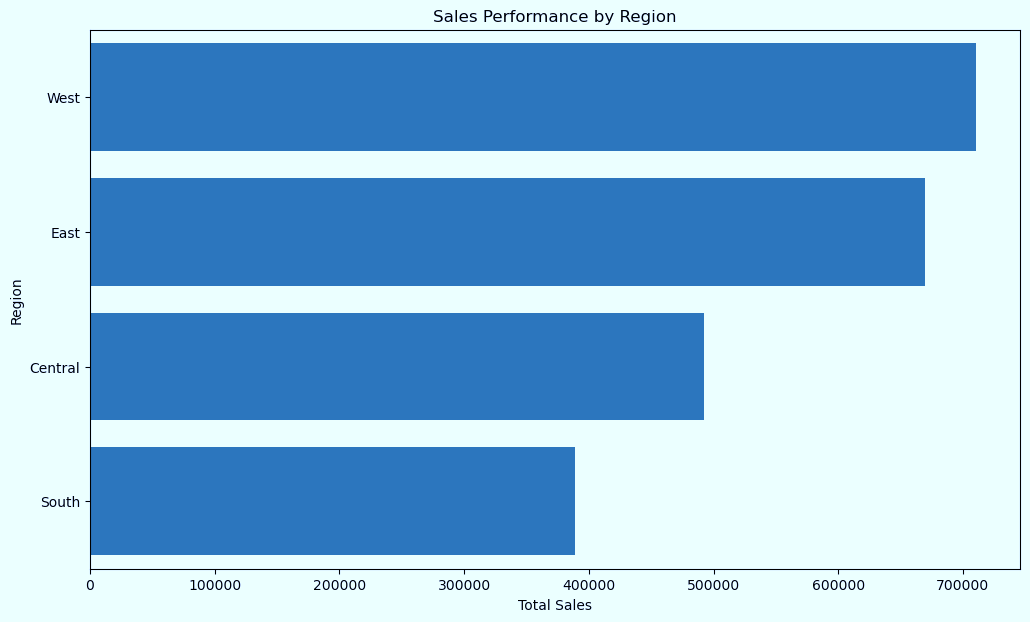 Sales Performance by Region
Region
West
East
Central
South
0 100000 200000 300000 400000 500000 600000 700000
Total Sales